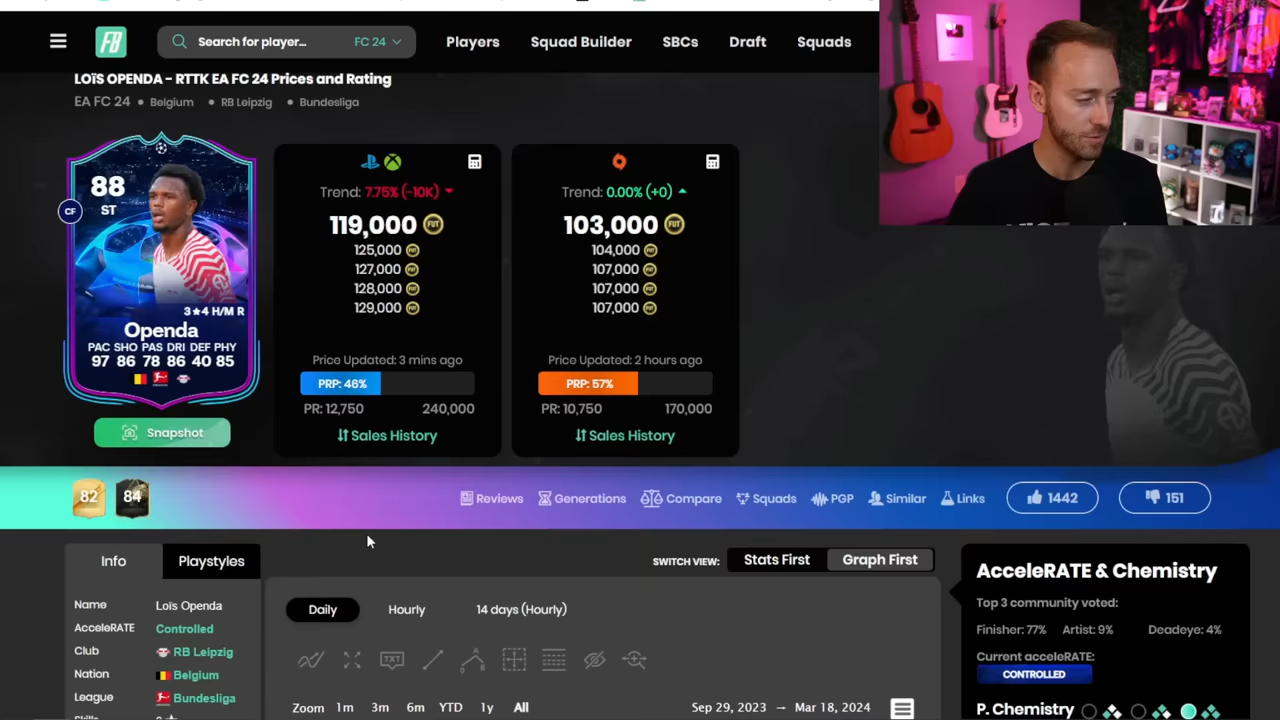 FB
Search for player...
FC 24
Players
Squad Builder
SBCs
Draft
Squads
LOïS OPENDA - RTTK EA FC 24 Prices and Rating
EA FC 24 • Belgium • RB Leipzig • Bundesliga
88
ST
CF
3★4 H/M R
Openda
PAC SHO PAS DRI DEF PHY
97 86 78 86 40 85
Snapshot
Trend: 7.75% (-10K)
119,000
125,000
127,000
128,000
129,000
Price Updated: 3 mins ago
PRP: 46%
PR: 12,750
240,000
Sales History
Trend: 0.00% (+0)
103,000
104,000
107,000
107,000
107,000
Price Updated: 2 hours ago
PRP: 57%
PR: 10,750
170,000
Sales History
82
84
Reviews
Generations
Compare
Squads
PGP
Similar
Links
1442
151
Info
Playstyles
SWITCH VIEW:
Stats First
Graph First
Name
Loïs Openda
AcceleRATE
Controlled
Club
RB Leipzig
Nation
Belgium
League
Bundesliga
Daily
Hourly
14 days (Hourly)
TXT
Zoom
1m
3m
6m
YTD
1y
All
Sep 29, 2023 → Mar 18, 2024
AcceleRATE & Chemistry
Top 3 community voted:
Finisher: 77%
Artist: 9%
Deadeye: 4%
Current acceleRATE:
CONTROLLED
P. Chemistry